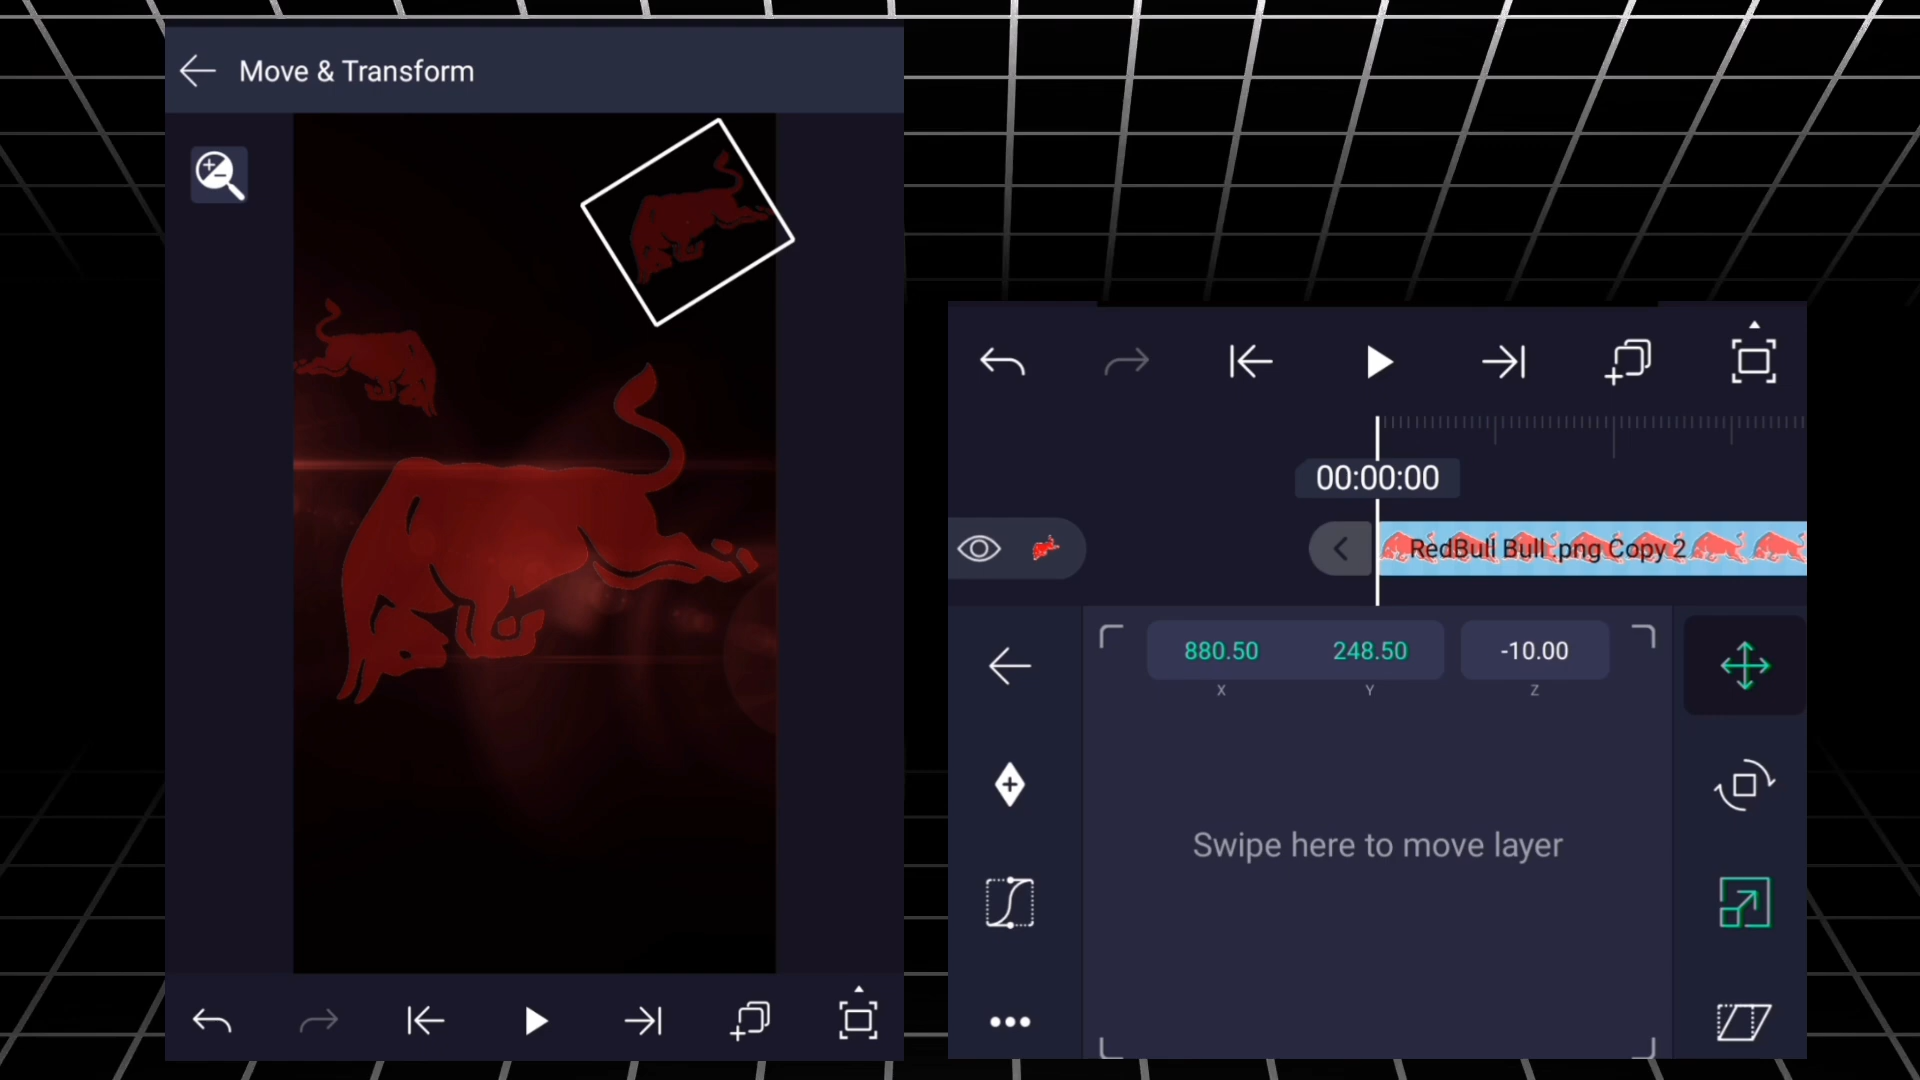 Move & Transform
00:00:00
RedBull Bull .png Copy 2
880.50
248.50
-10.00
X
Y
Z
Swipe here to move layer